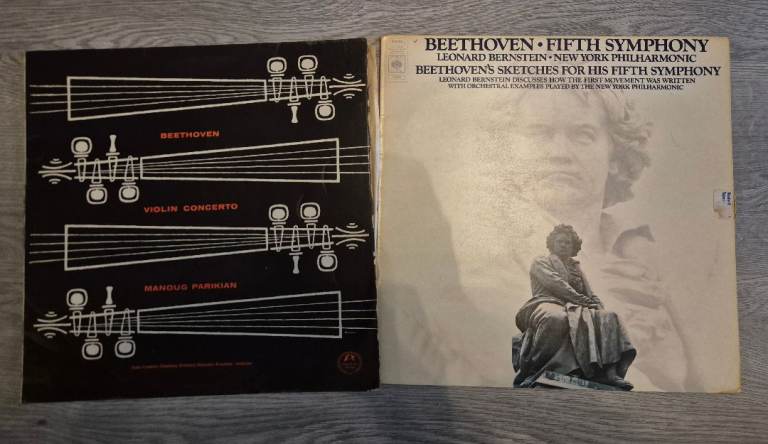 BEETHOVEN
VIOLIN CONCERTO
MANOUG PARIKIAN
BEETHOVEN · FIFTH SYMPHONY
LEONARD BERNSTEIN · NEW YORK PHILHARMONIC
BEETHOVEN'S SKETCHES FOR HIS FIFTH SYMPHONY
LEONARD BERNSTEIN DISCUSSES HOW THE FIRST MOVEMENT WAS WRITTEN
WITH ORCHESTRAL EXAMPLES PLAYED BY THE NEW YORK PHILHARMONIC